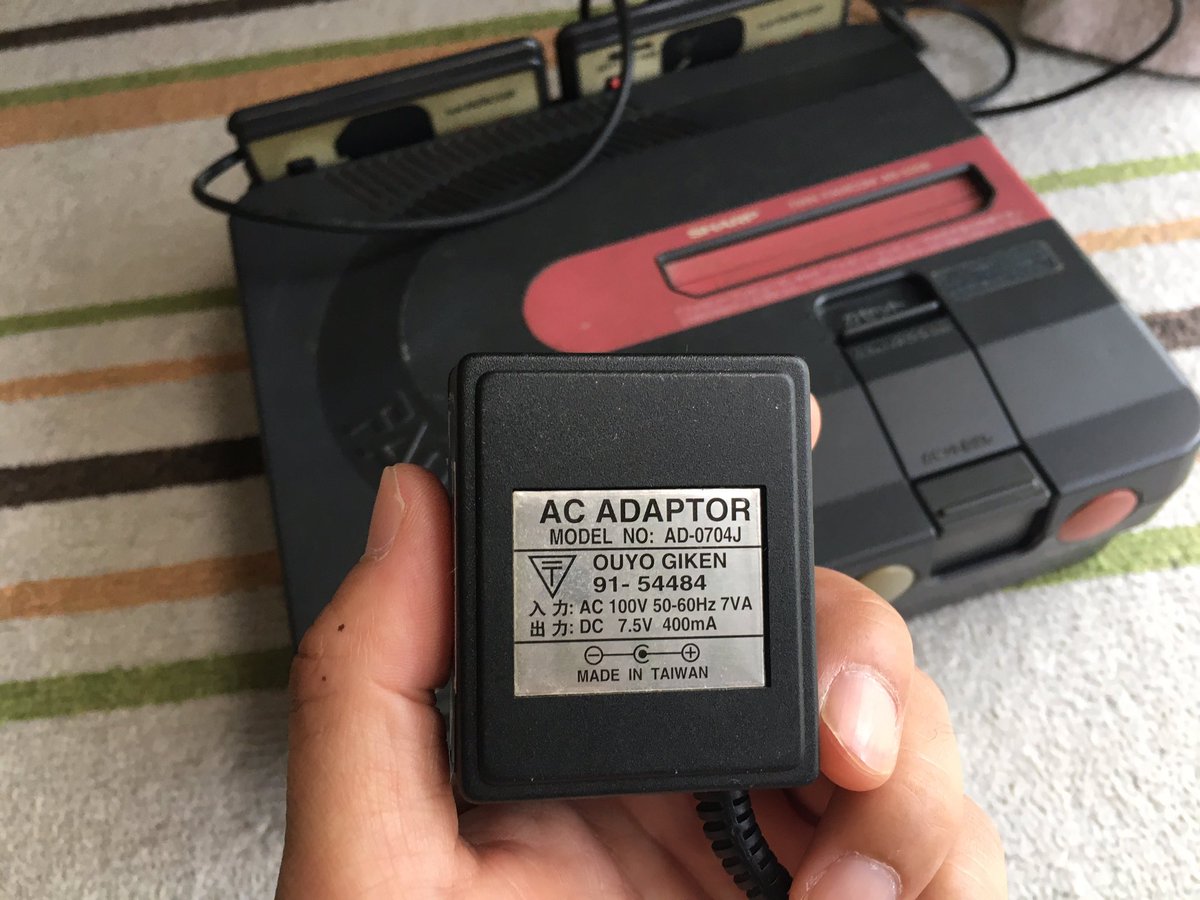 SHARP
AC ADAPTOR
MODEL NO: AD-0704J
OUYO GIKEN
91-54484
入力: AC 100V 50-60Hz 7VA
出力: DC 7.5V 400mA
MADE IN TAIWAN